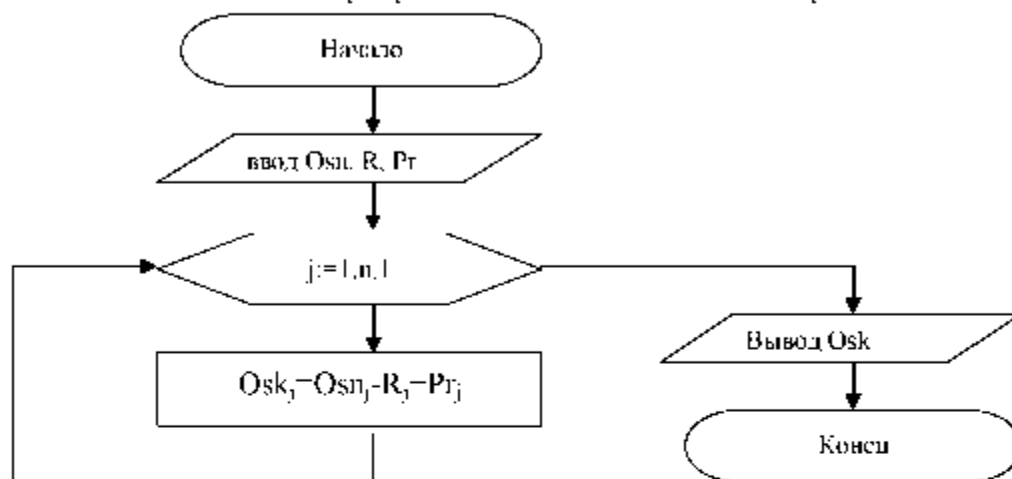 Начало
ввод Osn. R, Pr
j:=1,n,1
Osk_j=Osn_j-R_j+Pr_j
Вывод Osk
Конец